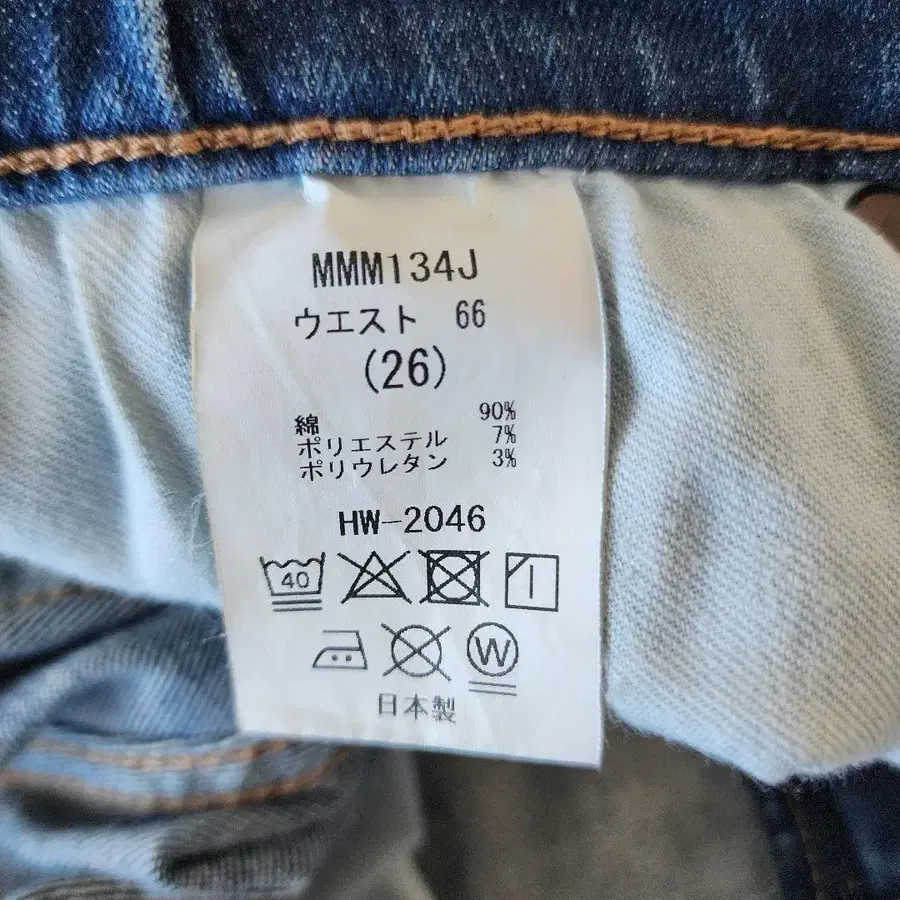 MMM134J
ウエスト 66
(26)
綿 90%
ポリエステル 7%
ポリウレタン 3%
HW-2046
40
W
日本製